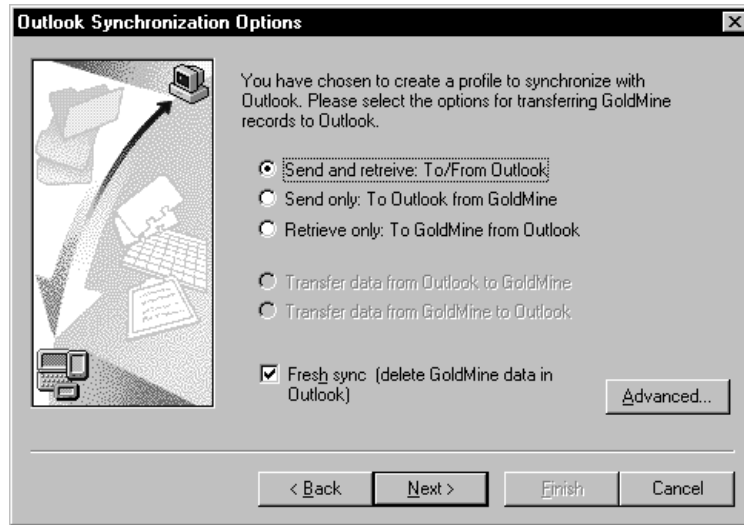 Outlook Synchronization Options
You have chosen to create a profile to synchronize with
Outlook. Please select the options for transferring GoldMine
records to Outlook.
Send and retreive: To/From Outlook
Send only: To Outlook from GoldMine
Retrieve only: To GoldMine from Outlook
Transfer data from Outlook to GoldMine
Transfer data from GoldMine to Outlook
Fresh sync (delete GoldMine data in
Outlook)
Advanced...
< Back
Next >
Finish
Cancel